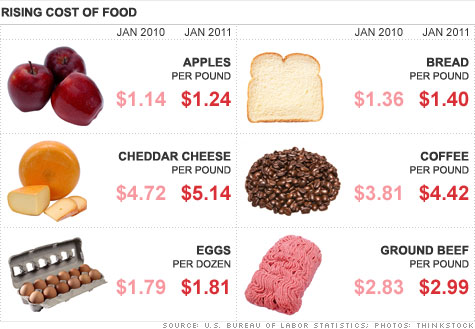 RISING COST OF FOOD
JAN 2010 JAN 2011 JAN 2010 JAN 2011
APPLES
PER POUND
$1.14 $1.24
BREAD
PER POUND
$1.36 $1.40
CHEDDAR CHEESE
PER POUND
$4.72 $5.14
COFFEE
PER POUND
$3.81 $4.42
EGGS
PER DOZEN
$1.79 $1.81
GROUND BEEF
PER POUND
$2.83 $2.99
SOURCE: U.S. BUREAU OF LABOR STATISTICS; PHOTOS: THINKSTOCK